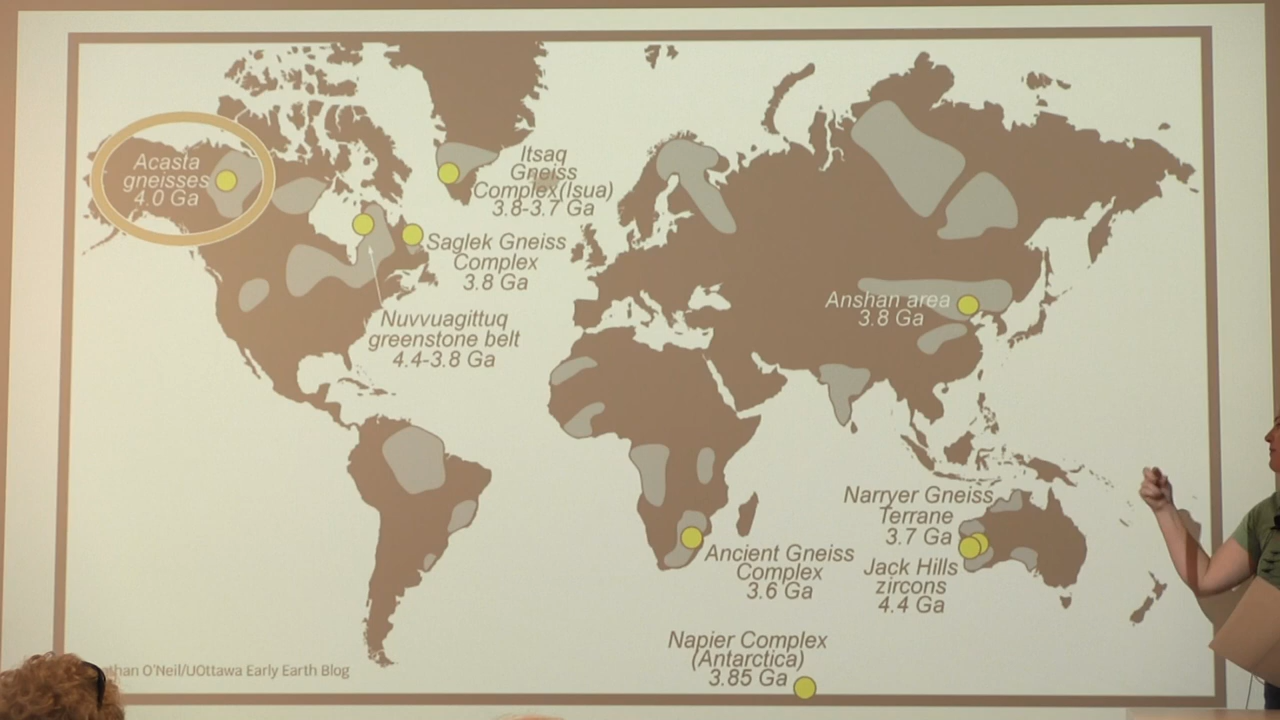 Acasta
gneisses
4.0 Ga
Itsaq
Gneiss
Complex(Isua)
3.8-3.7 Ga
Saglek Gneiss
Complex
3.8 Ga
Nuvvuagittuq
greenstone belt
4.4-3.8 Ga
Anshan area
3.8 Ga
Narryer Gneiss
Terrane
3.7 Ga
Jack Hills
zircons
4.4 Ga
Ancient Gneiss
Complex
3.6 Ga
Napier Complex
(Antarctica)
3.85 Ga
O'Neil/UOttawa Early Earth Blog